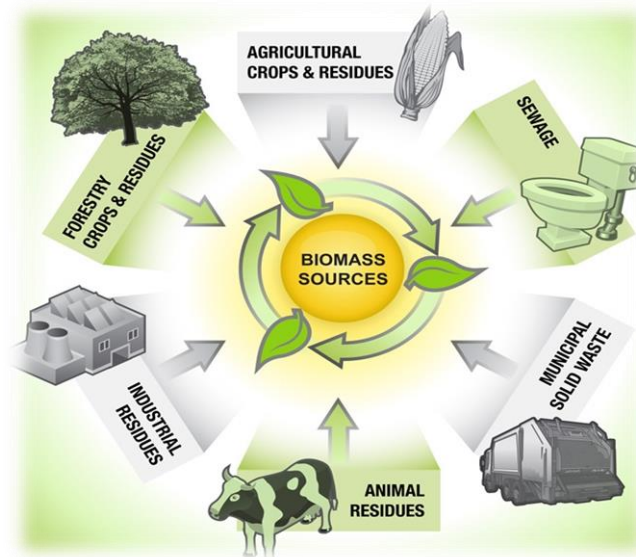 AGRICULTURAL
CROPS & RESIDUES
SEWAGE
FORESTRY
CROPS & RESIDUES
BIOMASS
SOURCES
INDUSTRIAL
RESIDUES
MUNICIPAL
SOLID WASTE
ANIMAL
RESIDUES